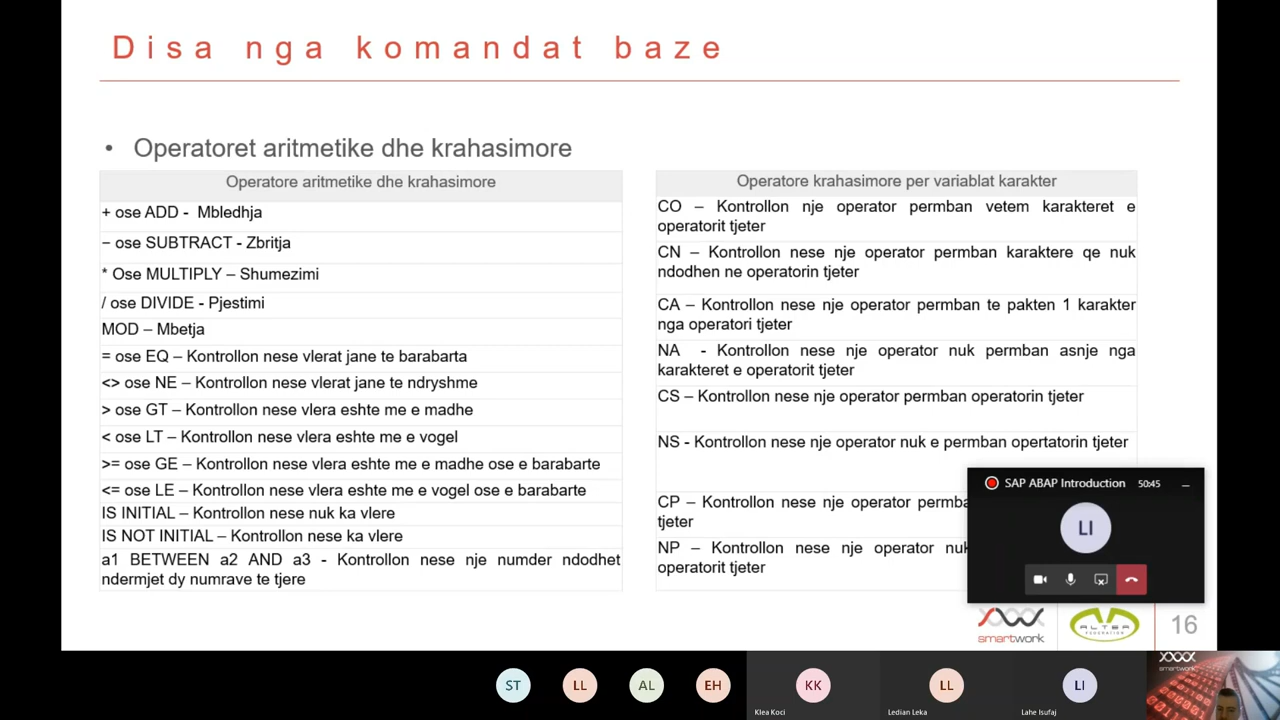 Disa nga komandat baze
• Operatoret aritmetike dhe krahasimore
Operatore aritmetike dhe krahasimore
+ ose ADD - Mbledhja
– ose SUBTRACT - Zbritja
* Ose MULTIPLY – Shumezimi
/ ose DIVIDE - Pjestimi
MOD – Mbetja
= ose EQ – Kontrollon nese vlerat jane te barabarta
<> ose NE – Kontrollon nese vlerat jane te ndryshme
> ose GT – Kontrollon nese vlera eshte me e madhe
< ose LT – Kontrollon nese vlera eshte me e vogel
>= ose GE – Kontrollon nese vlera eshte me e madhe ose e barabarte
<= ose LE – Kontrollon nese vlera eshte me e vogel ose e barabarte
IS INITIAL – Kontrollon nese nuk ka vlere
IS NOT INITIAL – Kontrollon nese ka vlere
a1 BETWEEN a2 AND a3 - Kontrollon nese nje numder ndodhet
ndermjet dy numrave te tjere
Operatore krahasimore per variablat karakter
CO – Kontrollon nje operator permban vetem karakteret e
operatorit tjeter
CN – Kontrollon nese nje operator permban karaktere qe nuk
ndodhen ne operatorin tjeter
CA – Kontrollon nese nje operator permban te pakten 1 karakter
nga operatori tjeter
NA - Kontrollon nese nje operator nuk permban asnje nga
karakteret e operatorit tjeter
CS – Kontrollon nese nje operator permban operatorin tjeter
NS - Kontrollon nese nje operator nuk e permban opertatorin tjeter
CP – Kontrollon nese nje operator
tjeter
NP – Kontrollon nese nje operator
operatorit tjeter
SAP ABAP Introduction 50:45
LI
smartwork
ALTER
FEDERATION
16
ST LL AL EH KK LL LI
Klea Koci Ledian Leka Lahe Isufaj
smartwork